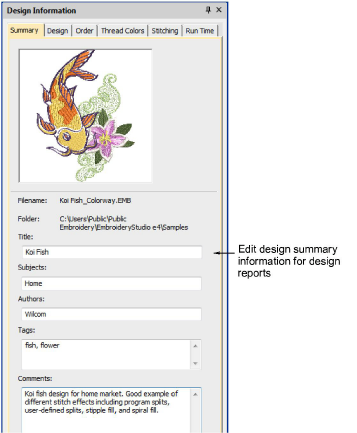 Design Information
Summary Design Order Thread Colors Stitching Run Time
Filename: Koi Fish_Colorway.EMB
Folder: C:\Users\Public\Public
Embroidery\EmbroideryStudio e4\Samples
Title:
Koi Fish
Subjects:
Home
Authors:
Wilcom
Tags:
fish, flower
Comments:
Koi fish design for home market. Good example of
different stitch effects including program splits,
user-defined splits, stipple fill, and spiral fill.
Edit design summary
information for design
reports